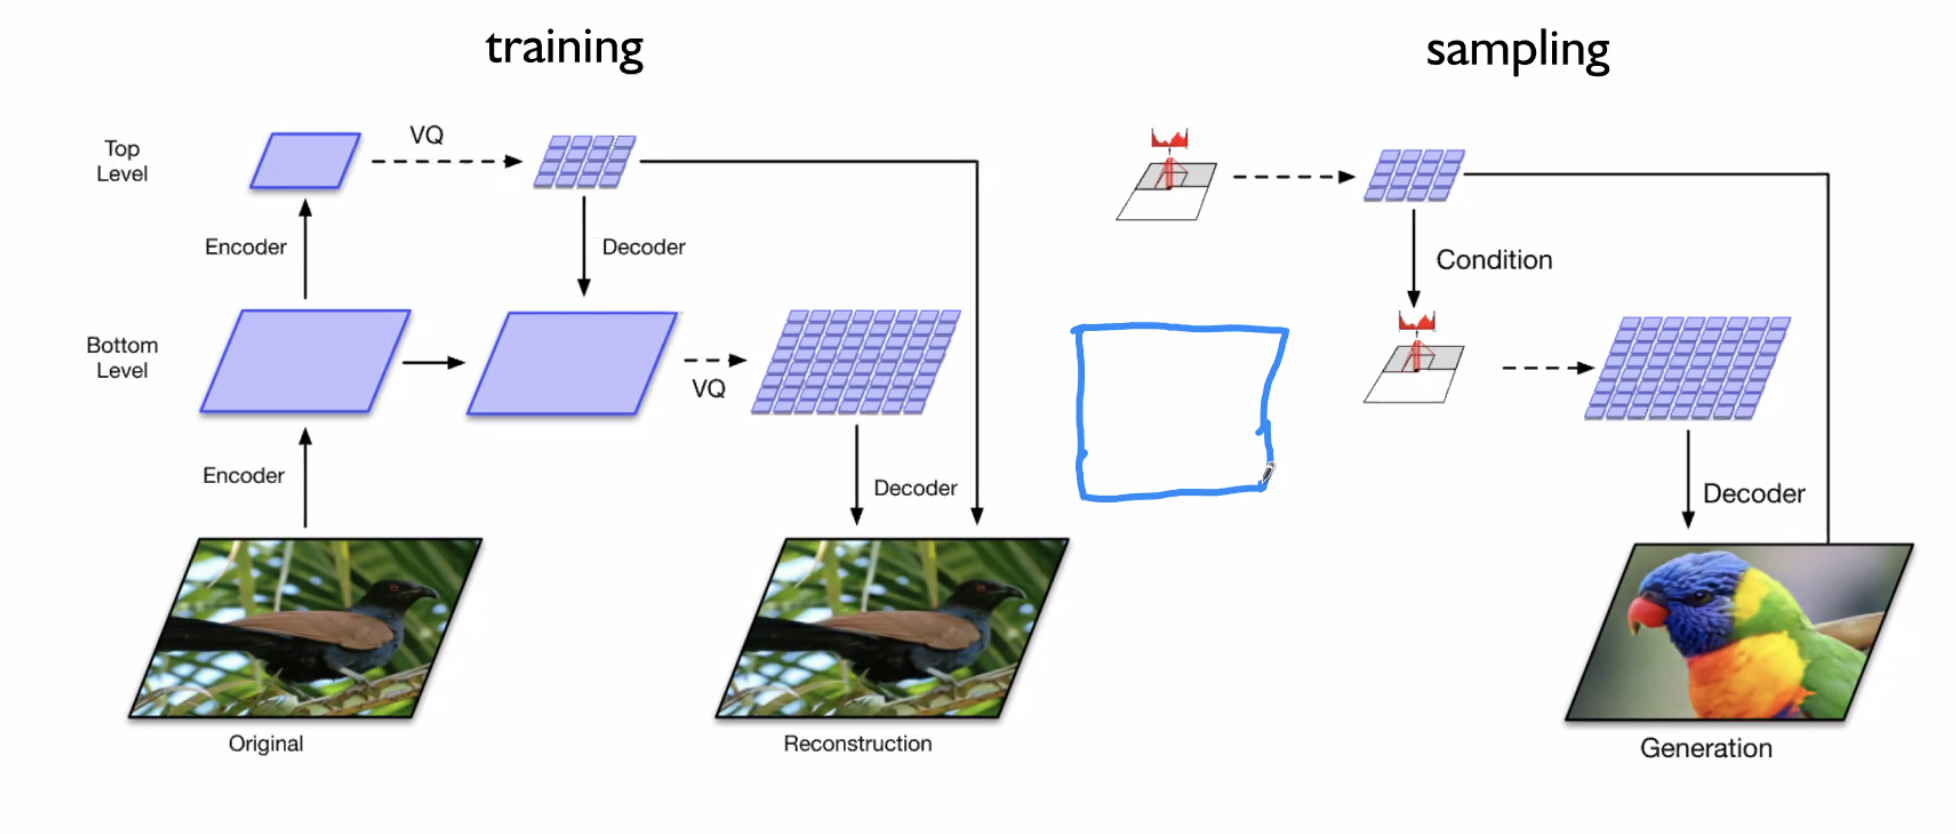 training
sampling
Top
Level
VQ
Encoder
Decoder
Condition
Bottom
Level
VQ
Encoder
Decoder
Decoder
Original
Reconstruction
Generation